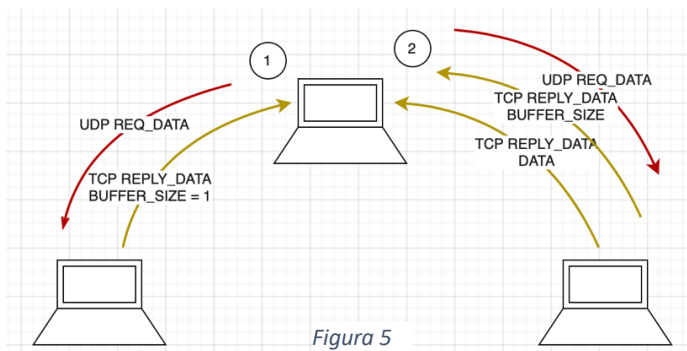 1
2
UDP REQ_DATA
TCP REPLY_DATA
BUFFER_SIZE = 1
UDP REQ_DATA
TCP REPLY_DATA
BUFFER_SIZE
TCP REPLY_DATA
DATA
Figura 5